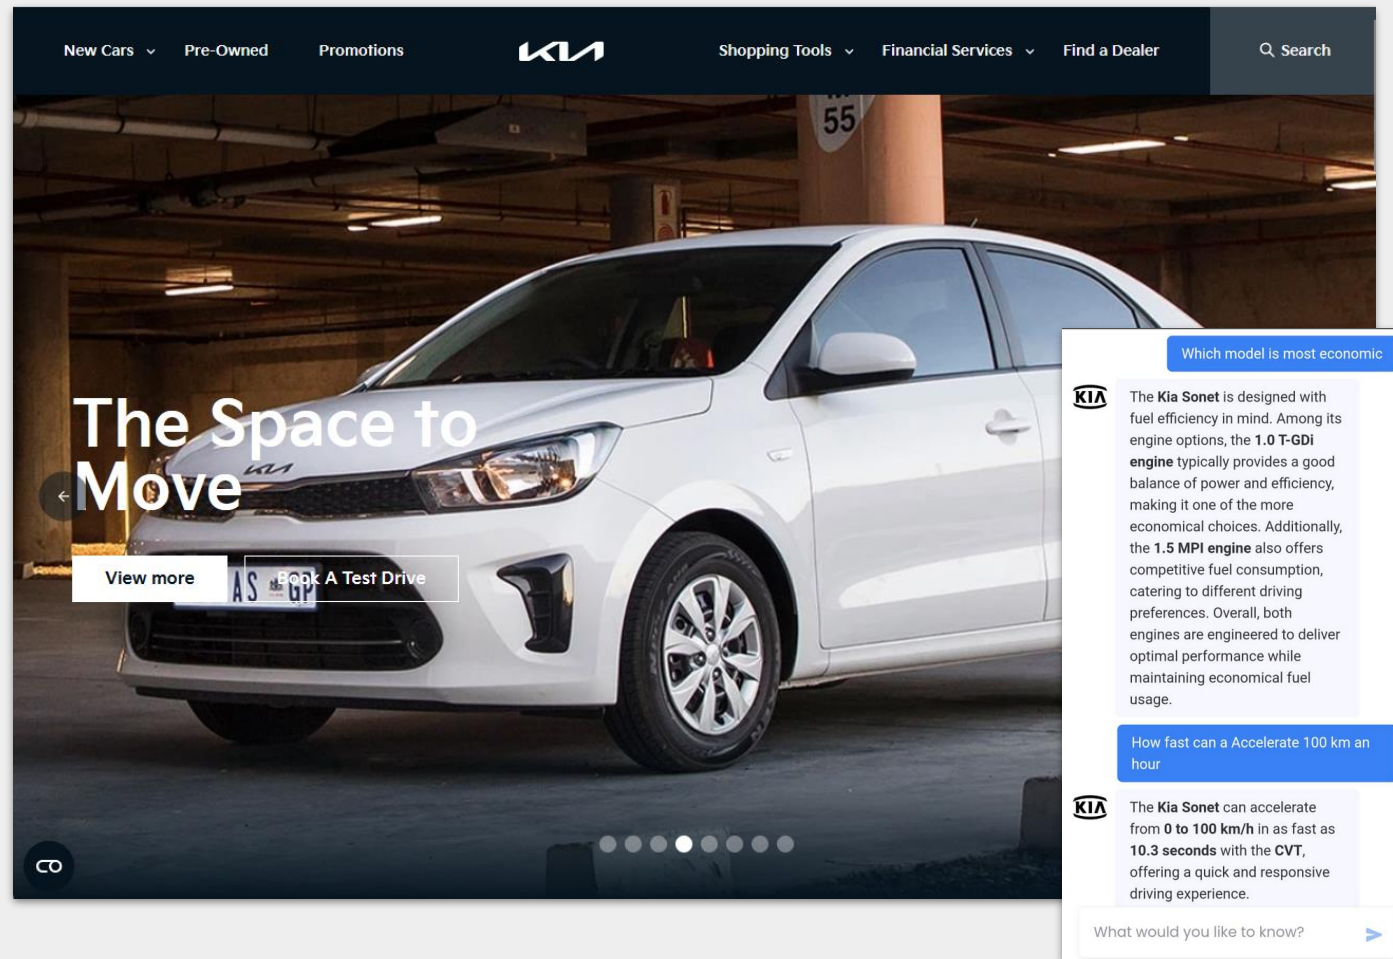 New Cars
Pre-Owned
Promotions
KIA
Shopping Tools
Financial Services
Find a Dealer
Search
55
The Space to
Move
View more
Book A Test Drive
AS GP
Which model is most economic
KIA
The Kia Sonet is designed with
fuel efficiency in mind. Among its
engine options, the 1.0 T-GDi
engine typically provides a good
balance of power and efficiency,
making it one of the more
economical choices. Additionally,
the 1.5 MPI engine also offers
competitive fuel consumption,
catering to different driving
preferences. Overall, both
engines are engineered to deliver
optimal performance while
maintaining economical fuel
usage.
How fast can a Accelerate 100 km an
hour
KIA
The Kia Sonet can accelerate
from 0 to 100 km/h in as fast as
10.3 seconds with the CVT,
offering a quick and responsive
driving experience.
What would you like to know?